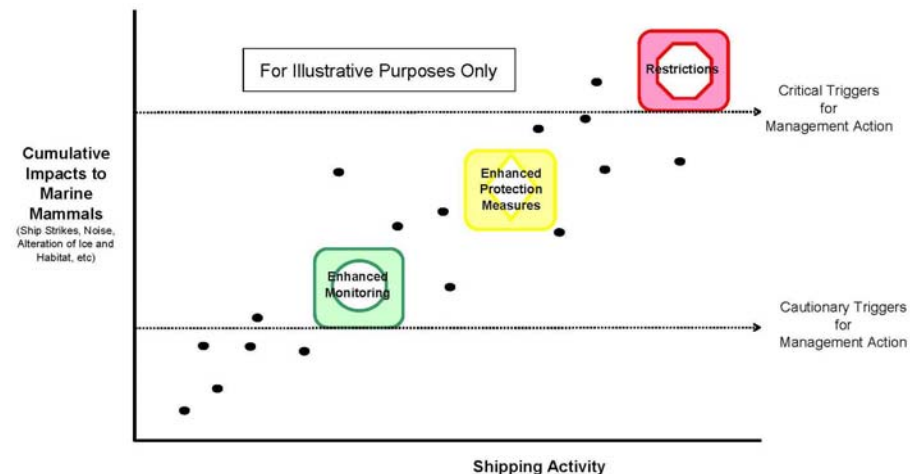 For Illustrative Purposes Only
Restrictions
Critical Triggers
for
Management Action
Cumulative
Impacts to
Marine
Mammals
(Ship Strikes, Noise,
Alteration of Ice and
Habitat, etc)
Enhanced
Protection
Measures
Enhanced
Monitoring
Cautionary Triggers
for
Management Action
Shipping Activity